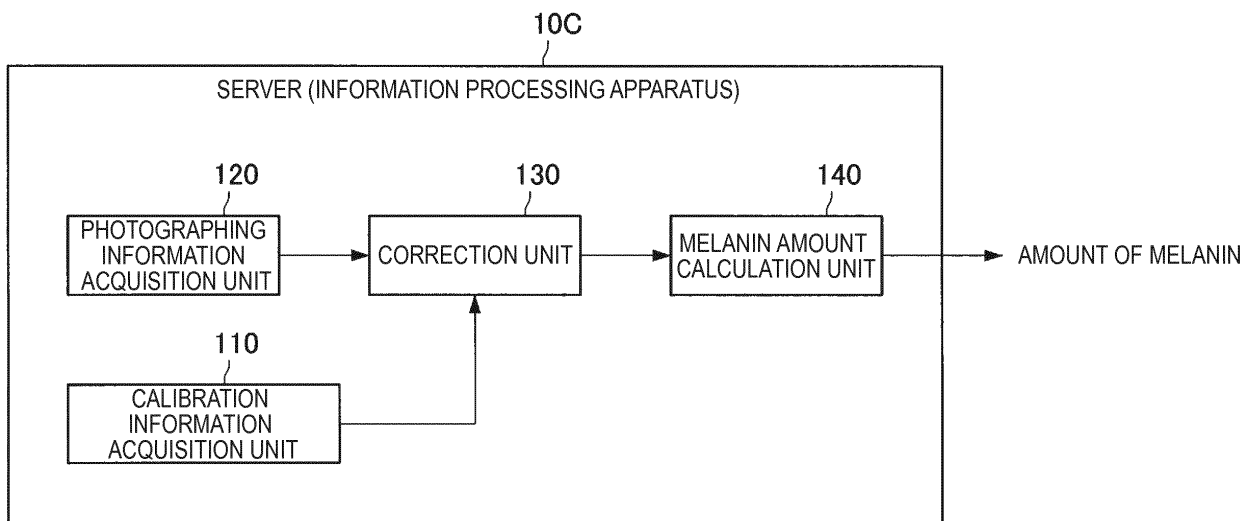 10C
SERVER (INFORMATION PROCESSING APPARATUS)
120
PHOTOGRAPHING
INFORMATION
ACQUISITION UNIT
130
CORRECTION UNIT
140
MELANIN AMOUNT
CALCULATION UNIT
AMOUNT OF MELANIN
110
CALIBRATION
INFORMATION
ACQUISITION UNIT